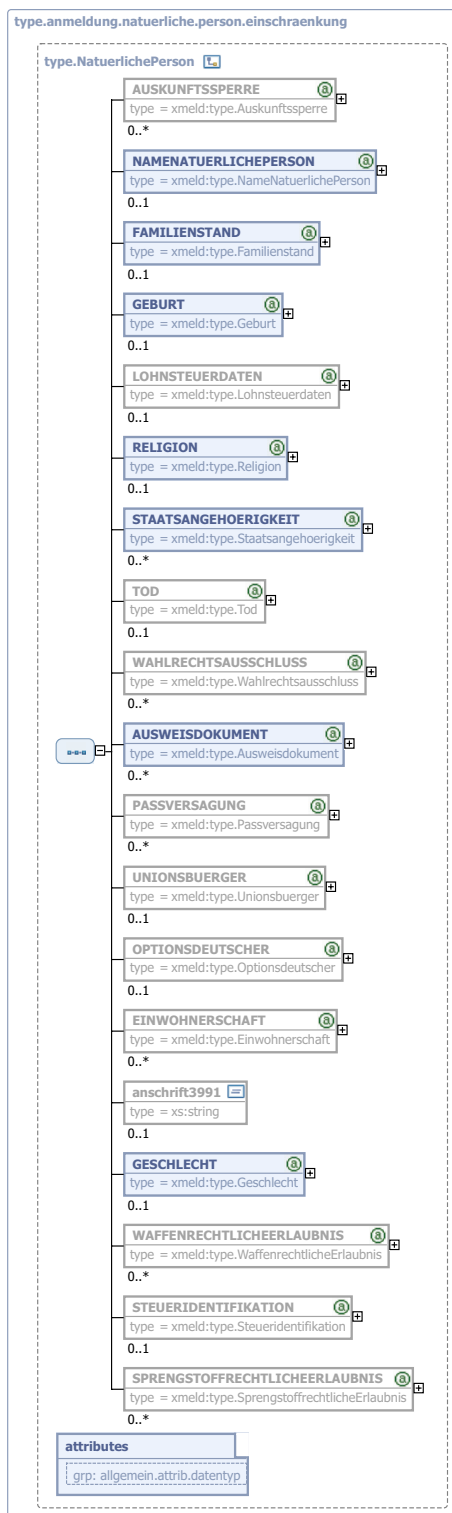 type.anmeldung.natuerliche.person.einschraenkung
type.NatuerlichePerson
AUSKUNFTSSPERRE a
type = xmeld:type.Auskunftssperre
0..*
NAMENATUERLICHEPERSON a
type = xmeld:type.NameNatuerlichePerson
0..1
FAMILIENSTAND a
type = xmeld:type.Familienstand
0..1
GEBURT a
type = xmeld:type.Geburt
0..1
LOHNSTEUERDATEN a
type = xmeld:type.Lohnsteuerdaten
0..1
RELIGION a
type = xmeld:type.Religion
0..1
STAATSANGEHOERIGKEIT a
type = xmeld:type.Staatsangehoerigkeit
0..*
TOD a
type = xmeld:type.Tod
0..1
WAHLRECHTSAUSSCHLUSS a
type = xmeld:type.Wahlrechtsausschluss
0..*
AUSWEISDOKUMENT a
type = xmeld:type.Ausweisdokument
0..*
PASSVERSAGUNG a
type = xmeld:type.Passversagung
0..*
UNIONSBUERGER a
type = xmeld:type.Unionsbuerger
0..1
OPTIONSDEUTSCHER a
type = xmeld:type.Optionsdeutscher
0..1
EINWOHNERSCHAFT a
type = xmeld:type.Einwohnerschaft
0..*
anschrift3991
type = xs:string
0..1
GESCHLECHT a
type = xmeld:type.Geschlecht
0..1
WAFFENRECHTLICHEERLAUBNIS a
type = xmeld:type.WaffenrechtlicheErlaubnis
0..*
STEUERIDENTIFIKATION a
type = xmeld:type.Steueridentifikation
0..1
SPRENGSTOFFRECHTLICHEERLAUBNIS a
type = xmeld:type.SprengstoffrechtlicheErlaubnis
0..*
attributes
grp: allgemein.attrib.datentyp